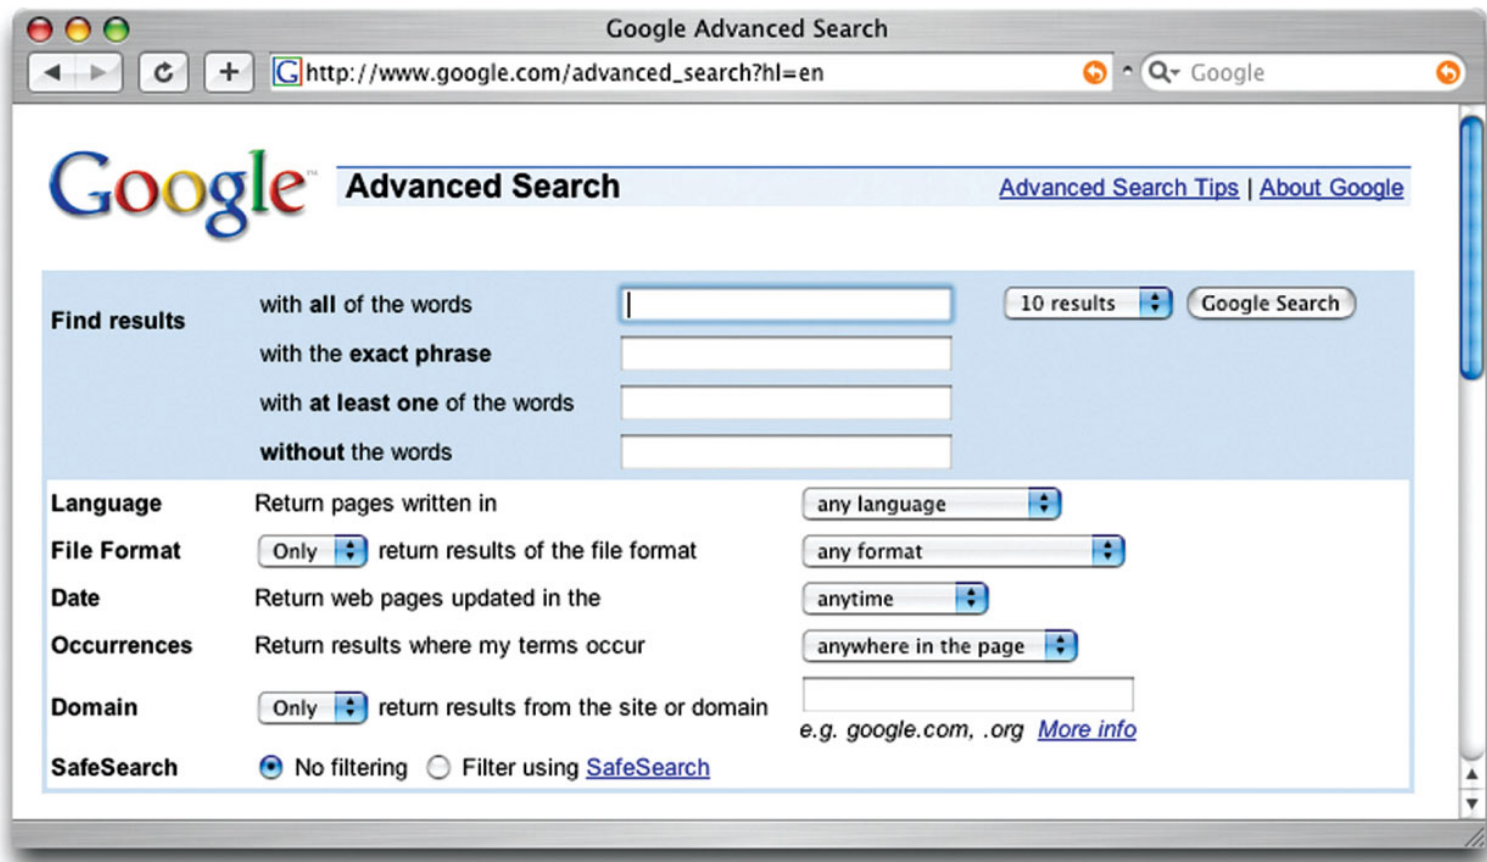 Google Advanced Search
http://www.google.com/advanced_search?hl=en
Google
Google™ Advanced Search Advanced Search Tips | About Google
Find results
with all of the words 10 results Google Search
with the exact phrase
with at least one of the words
without the words
Language Return pages written in any language
File Format Only return results of the file format any format
Date Return web pages updated in the anytime
Occurrences Return results where my terms occur anywhere in the page
Domain Only return results from the site or domain
e.g. google.com, .org More info
SafeSearch No filtering Filter using SafeSearch